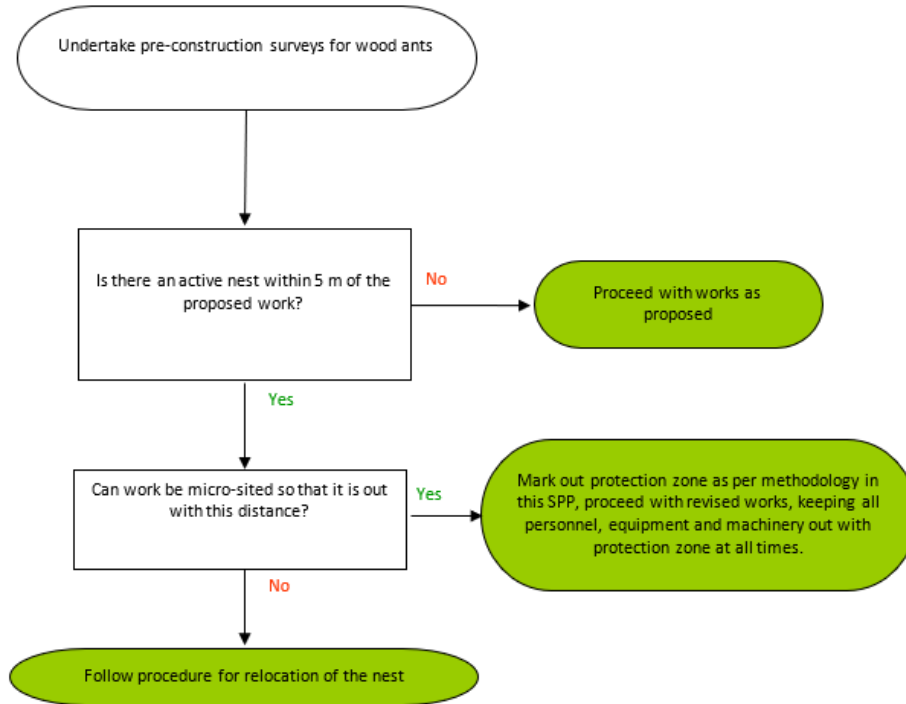 Undertake pre-construction surveys for wood ants
Is there an active nest within 5 m of the
proposed work?
No
Proceed with works as
proposed
Yes
Can work be micro-sited so that it is out
with this distance?
Yes
Mark out protection zone as per methodology in
this SPP, proceed with revised works, keeping all
personnel, equipment and machinery out with
protection zone at all times.
No
Follow procedure for relocation of the nest